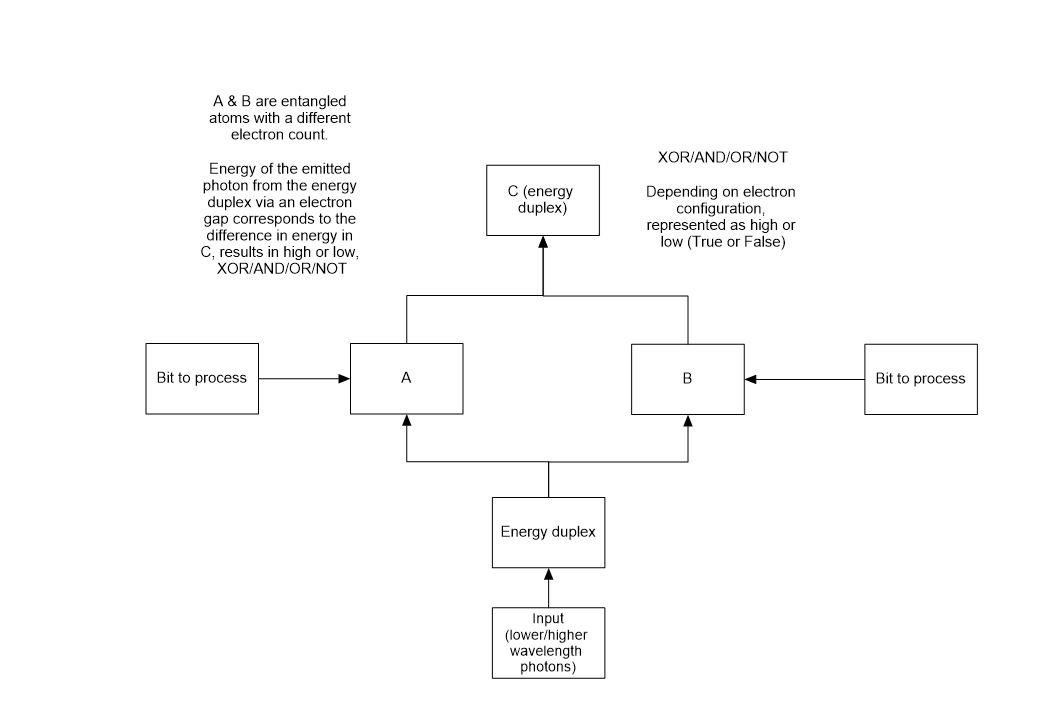 A & B are entangled
atoms with a different
electron count.
Energy of the emitted
photon from the energy
duplex via an electron
gap corresponds to the
difference in energy in
C, results in high or low,
XOR/AND/OR/NOT
C (energy
duplex)
XOR/AND/OR/NOT
Depending on electron
configuration,
represented as high or
low (True or False)
Bit to process
A
B
Bit to process
Energy duplex
Input
(lower/higher
wavelength
photons)